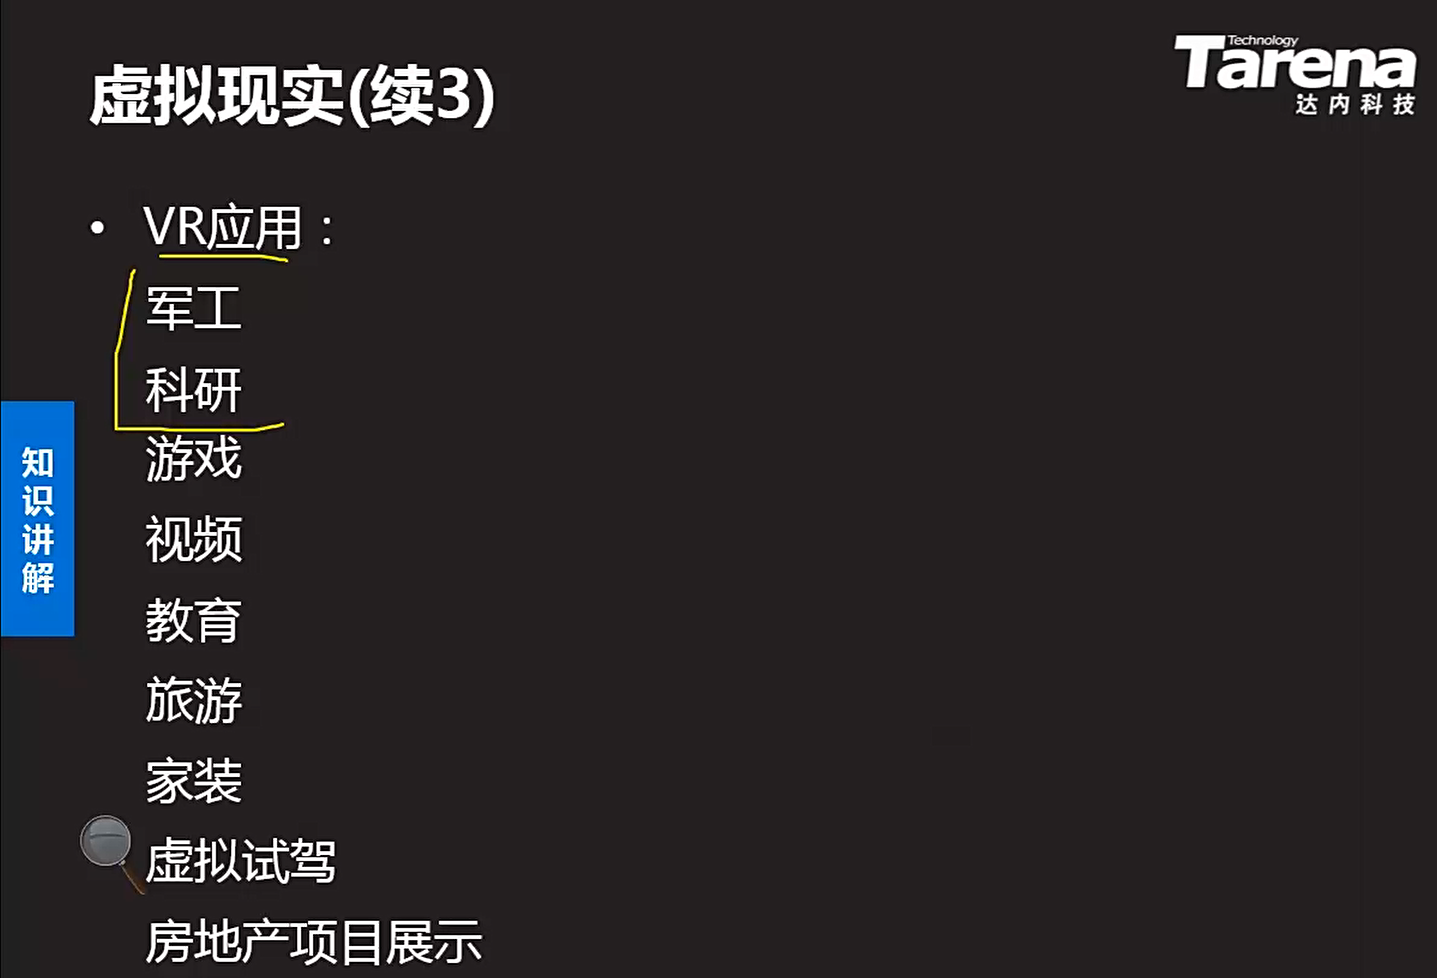 Technology
Tarena
达内科技
虚拟现实(续3)
• VR应用：
军工
科研
游戏
视频
教育
旅游
家装
虚拟试驾
房地产项目展示
知识讲解